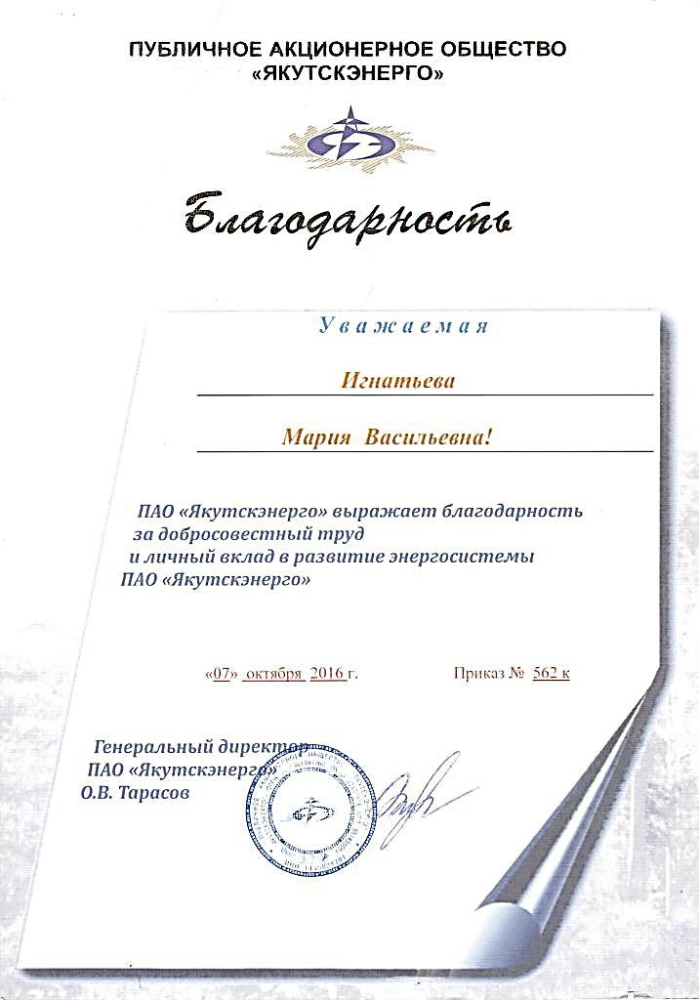 ПУБЛИЧНОЕ АКЦИОНЕРНОЕ ОБЩЕСТВО
«ЯКУТСКЭНЕРГО»
Благодарность
Уважаемая
Игнатьева
Мария Васильевна!
ПАО «Якутскэнерго» выражает благодарность
за добросовестный труд
и личный вклад в развитие энергосистемы
ПАО «Якутскэнерго»
«07» октября 2016 г. Приказ № 562 к
Генеральный директор
ПАО «Якутскэнерго»
О.В. Тарасов